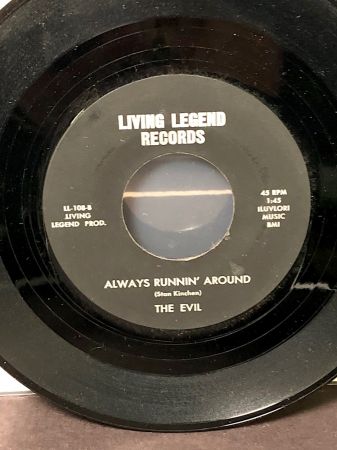 LIVING LEGEND
RECORDS
LL-108-B
LIVING
LEGEND PROD.
45 RPM
1:45
ILUVLORI
MUSIC
BMI
ALWAYS RUNNIN' AROUND
(Stan Kinchen)
THE EVIL